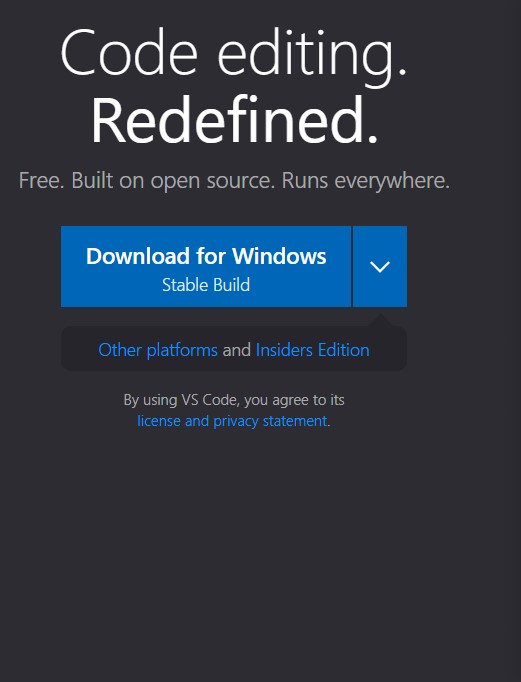 Code editing.
Redefined.
Free. Built on open source. Runs everywhere.
Download for Windows
Stable Build
Other platforms and Insiders Edition
By using VS Code, you agree to its
license and privacy statement.